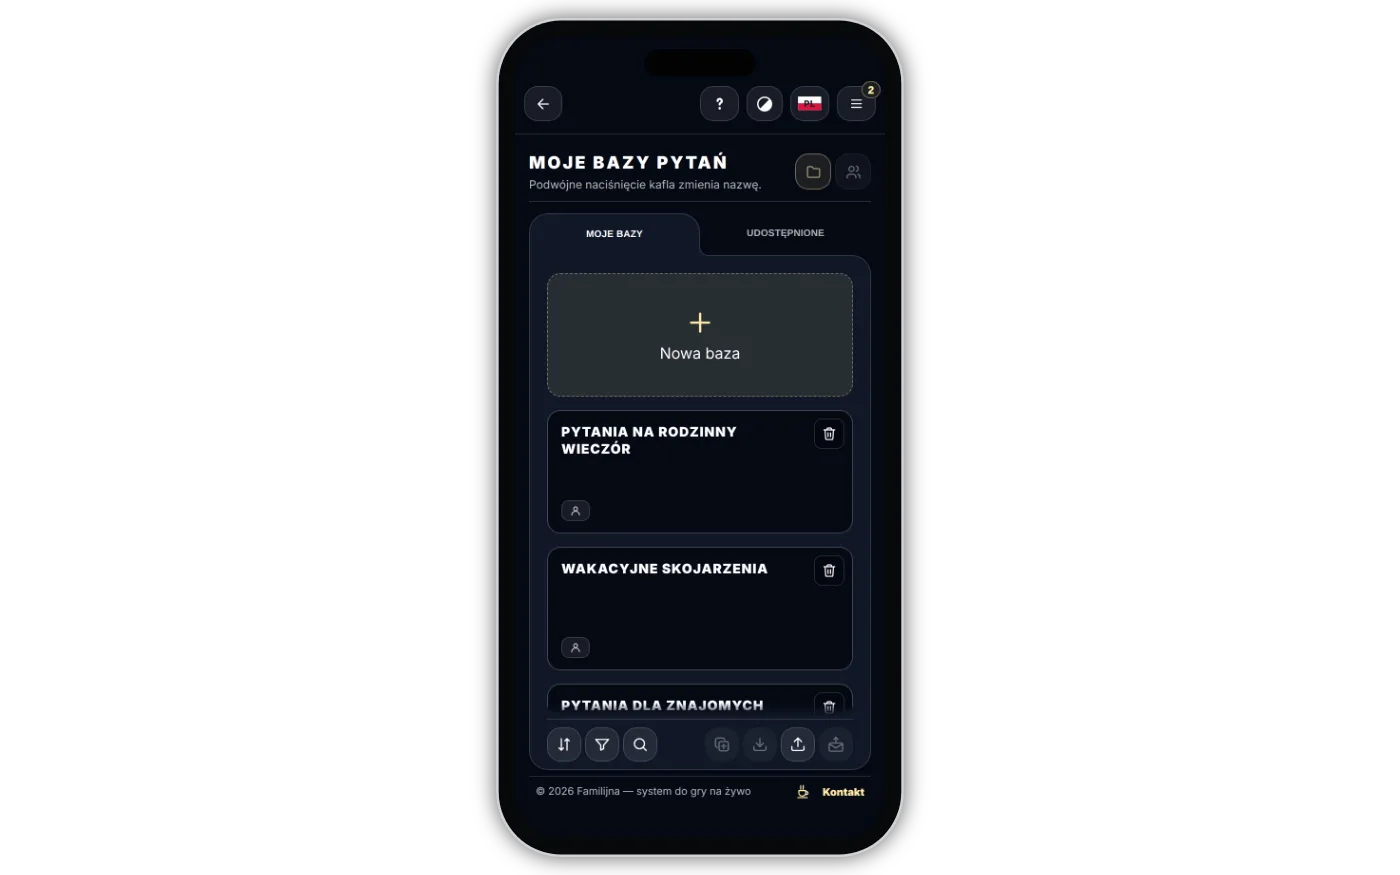 ?
PL
2
MOJE BAZY PYTAŃ
Podwójne naciśnięcie kafla zmienia nazwę.
MOJE BAZY
UDOSTĘPNIONE
Nowa baza
PYTANIA NA RODZINNY
WIECZÓR
WAKACYJNE SKOJARZENIA
PYTANIA DLA ZNAJOMYCH
© 2026 Familijna — system do gry na żywo
Kontakt